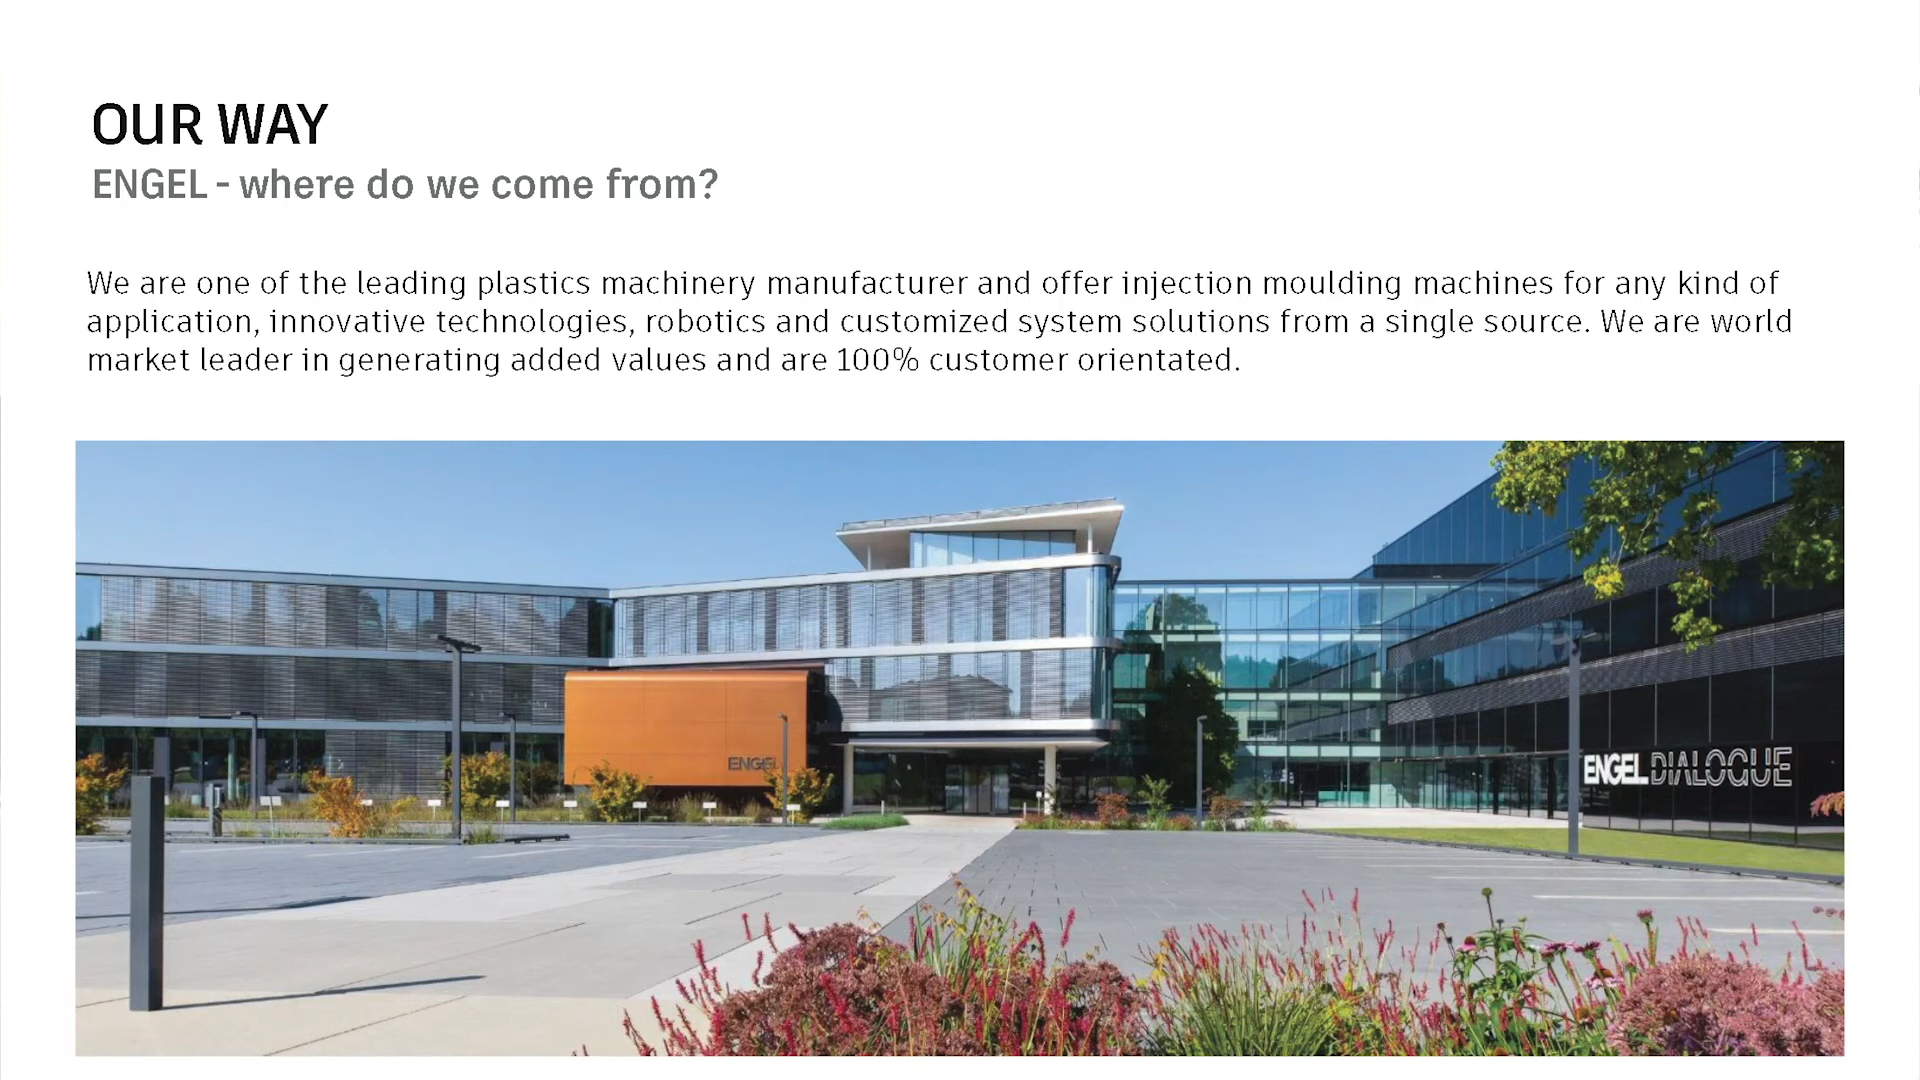 OUR WAY
ENGEL - where do we come from?
We are one of the leading plastics machinery manufacturer and offer injection moulding machines for any kind of
application, innovative technologies, robotics and customized system solutions from a single source. We are world
market leader in generating added values and are 100% customer orientated.
ENGEL
ENGEL DIALOGUE